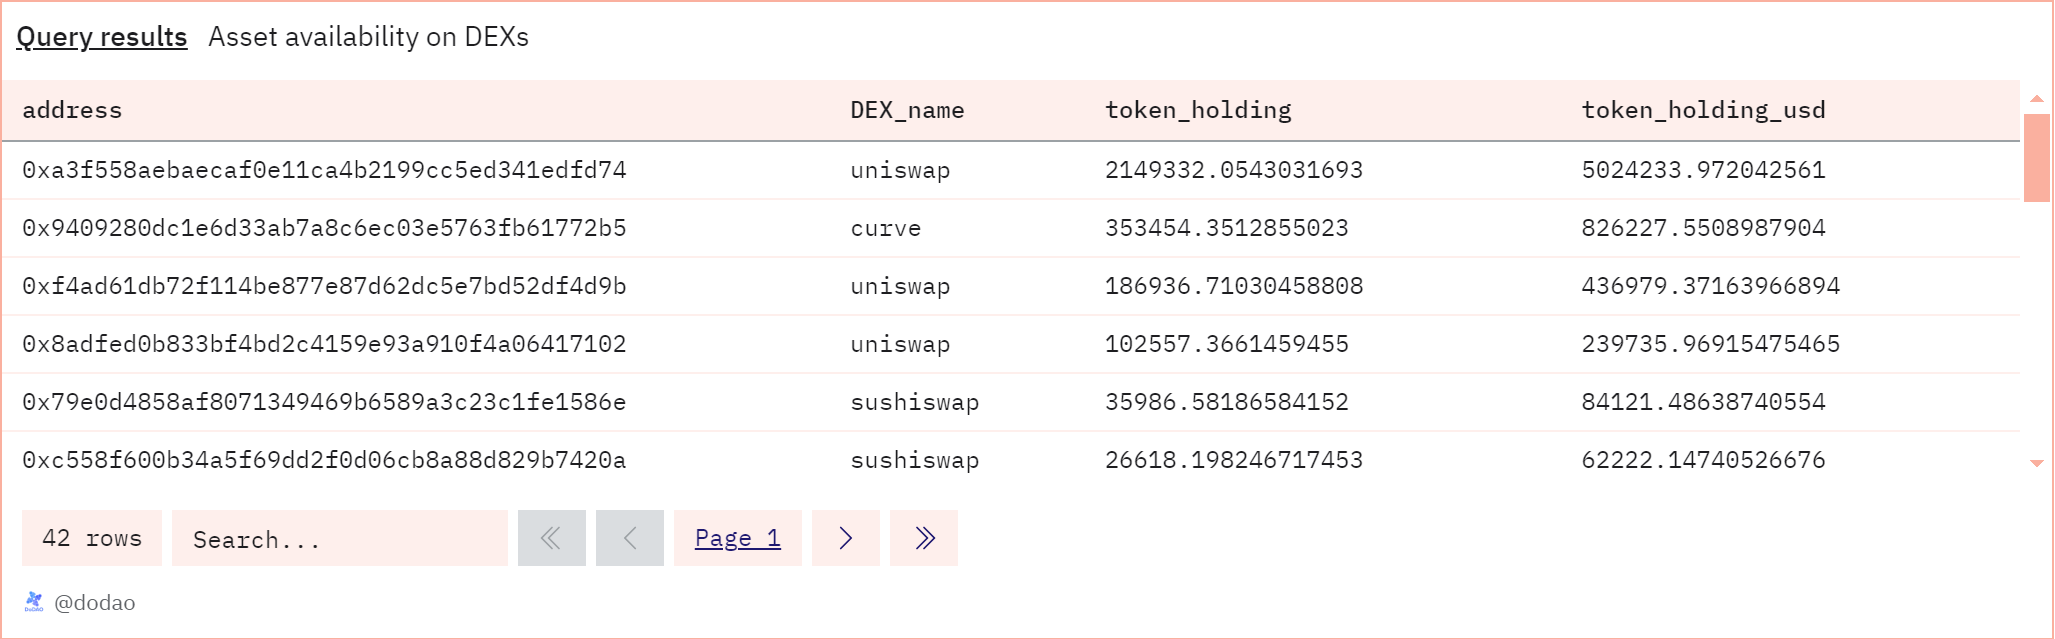 Query results Asset availability on DEXs
address DEX_name token_holding token_holding_usd
0xa3f558aebaecaf0e11ca4b2199cc5ed341edfd74 uniswap 2149332.0543031693 5024233.972042561
0x9409280dc1e6d33ab7a8c6ec03e5763fb61772b5 curve 353454.3512855023 826227.5508987904
0xf4ad61db72f114be877e87d62dc5e7bd52df4d9b uniswap 186936.71030458808 436979.37163966894
0x8adfed0b833bf4bd2c4159e93a910f4a06417102 uniswap 102557.3661459455 239735.96915475465
0x79e0d4858af8071349469b6589a3c23c1fe1586e sushiswap 35986.58186584152 84121.48638740554
0xc558f600b34a5f69dd2f0d06cb8a88d829b7420a sushiswap 26618.198246717453 62222.14740526676
42 rows Search... Page 1
DoDAO @dodao